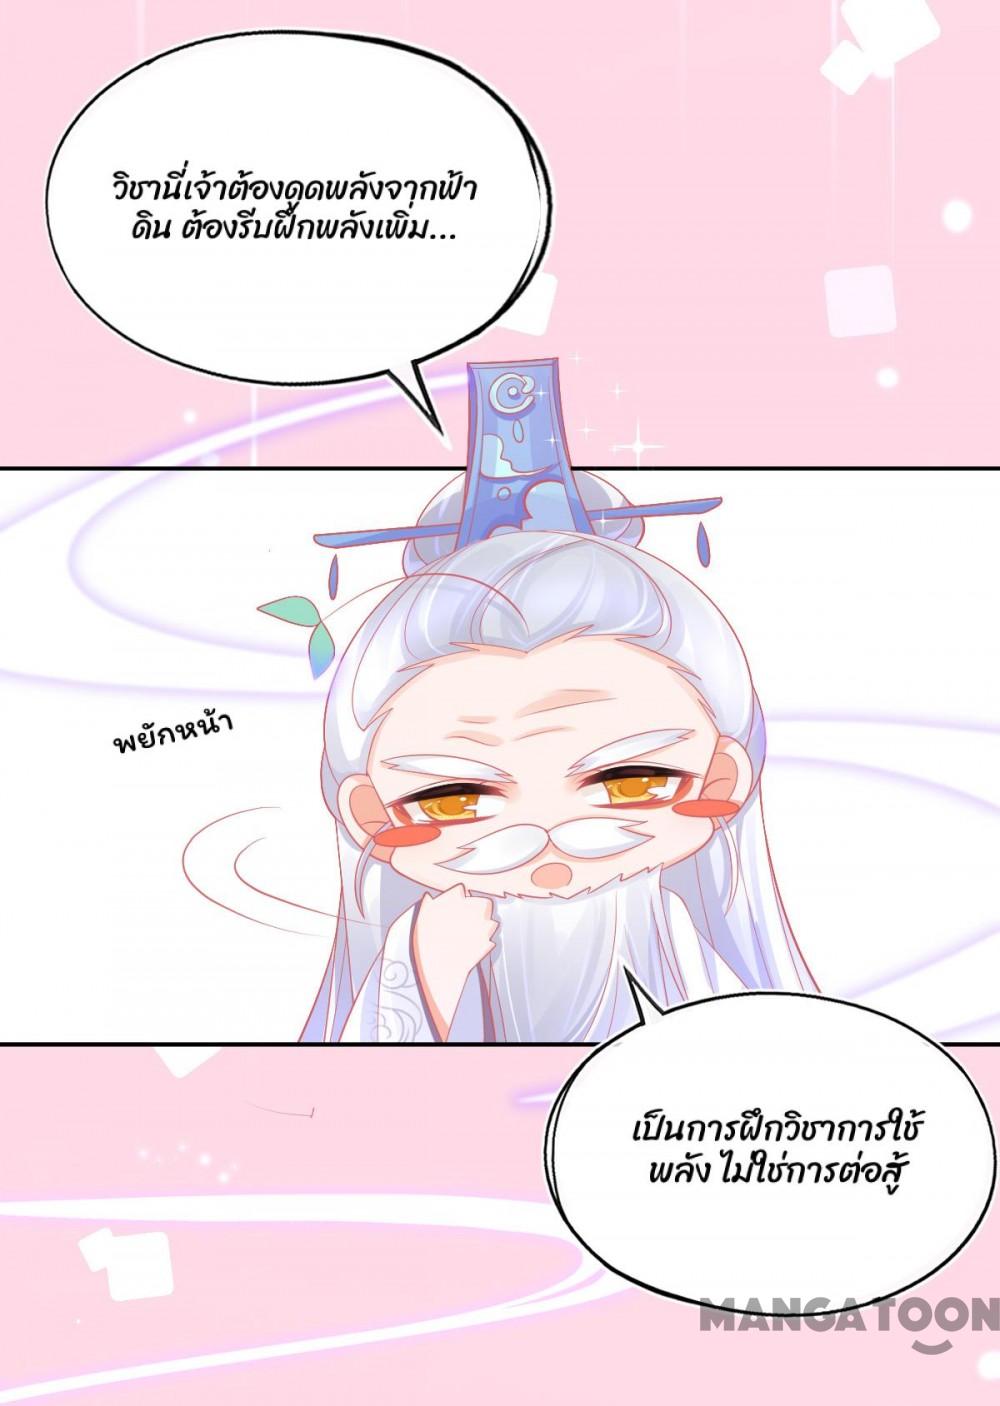 วิชานี่เจ้าต้องดูดพลังจากฟ้า
ดิน ต้องรีบฝึกพลังเพิ่ม...
พยักหน้า
เป็นการฝึกวิชาการใช้
พลัง ไม่ใช่การต่อสู้
MANGATOON